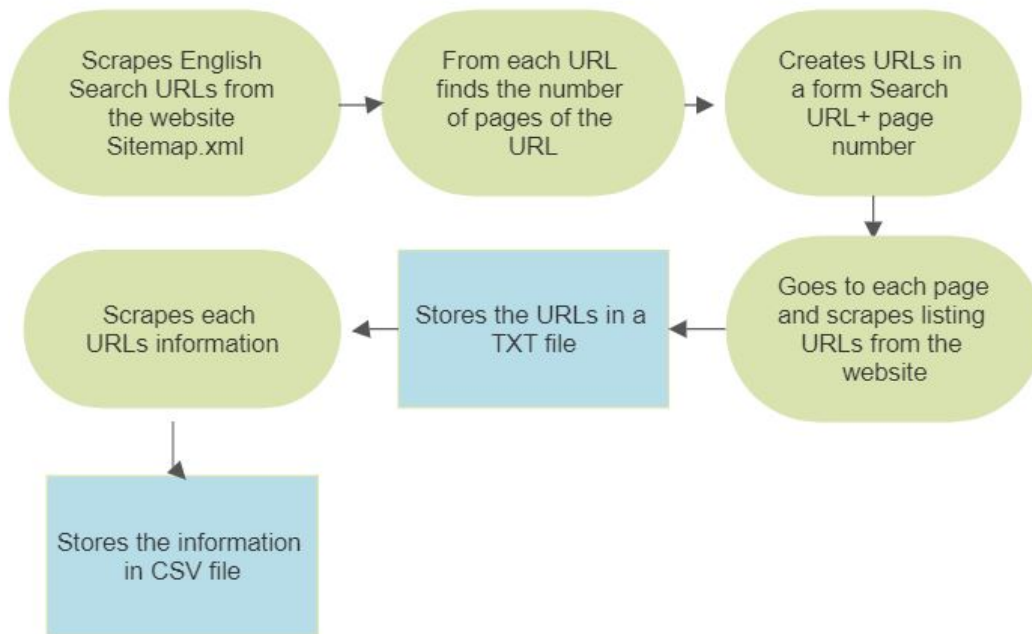 Scrapes English
Search URLs from
the website
Sitemap.xml
From each URL
finds the number
of pages of the
URL
Creates URLs in
a form Search
URL+ page
number
Goes to each page
and scrapes listing
URLs from the
website
Stores the URLs in a
TXT file
Scrapes each
URLs information
Stores the information
in CSV file